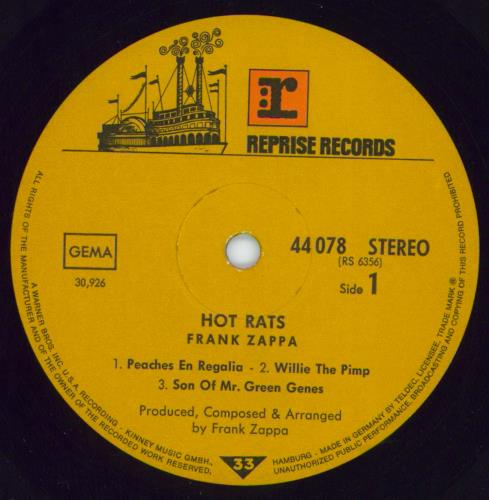 r
REPRISE RECORDS
GEMA
30,926
44 078 STEREO
(RS 6356)
Side 1
HOT RATS
FRANK ZAPPA
1. Peaches En Regalia - 2. Willie The Pimp
3. Son Of Mr. Green Genes
Produced, Composed & Arranged
by Frank Zappa
33
ALL RIGHTS OF THE MANUFACTURER AND OF THE OWNER OF THE RECORDED WORK RESERVED.
A WARNER BROS. INC. U.S.A. RECORDING - KINNEY MUSIC GMBH.,
HAMBURG - MADE IN GERMANY BY TELDEC, LICENSEE, TRADE MARK ®
UNAUTHORIZED PUBLIC PERFORMANCE, BROADCASTING AND COPYING OF THIS RECORD PROHIBITED